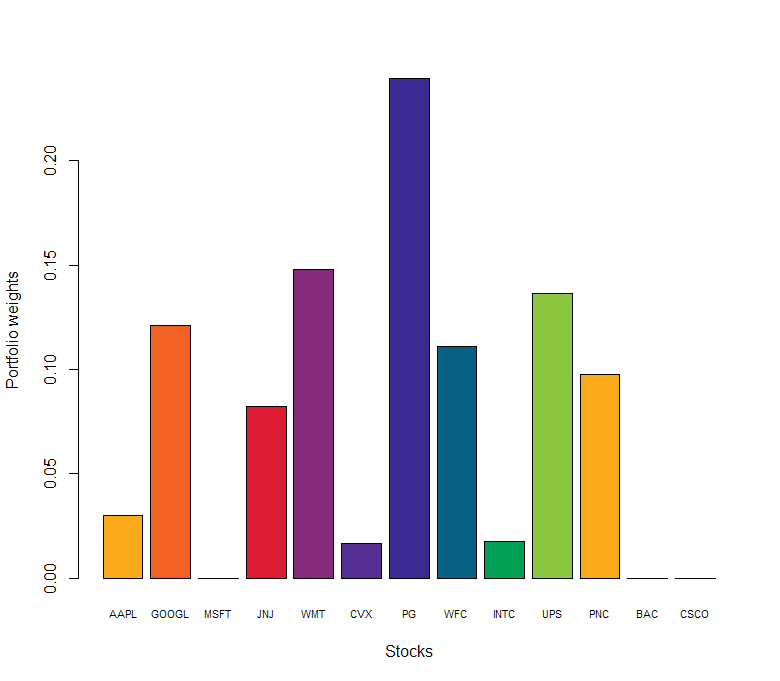 Portfolio weights
0.20
0.15
0.10
0.05
0.00
AAPL GOOGL MSFT JNJ WMT CVX PG WFC INTC UPS PNC BAC CSCO
Stocks